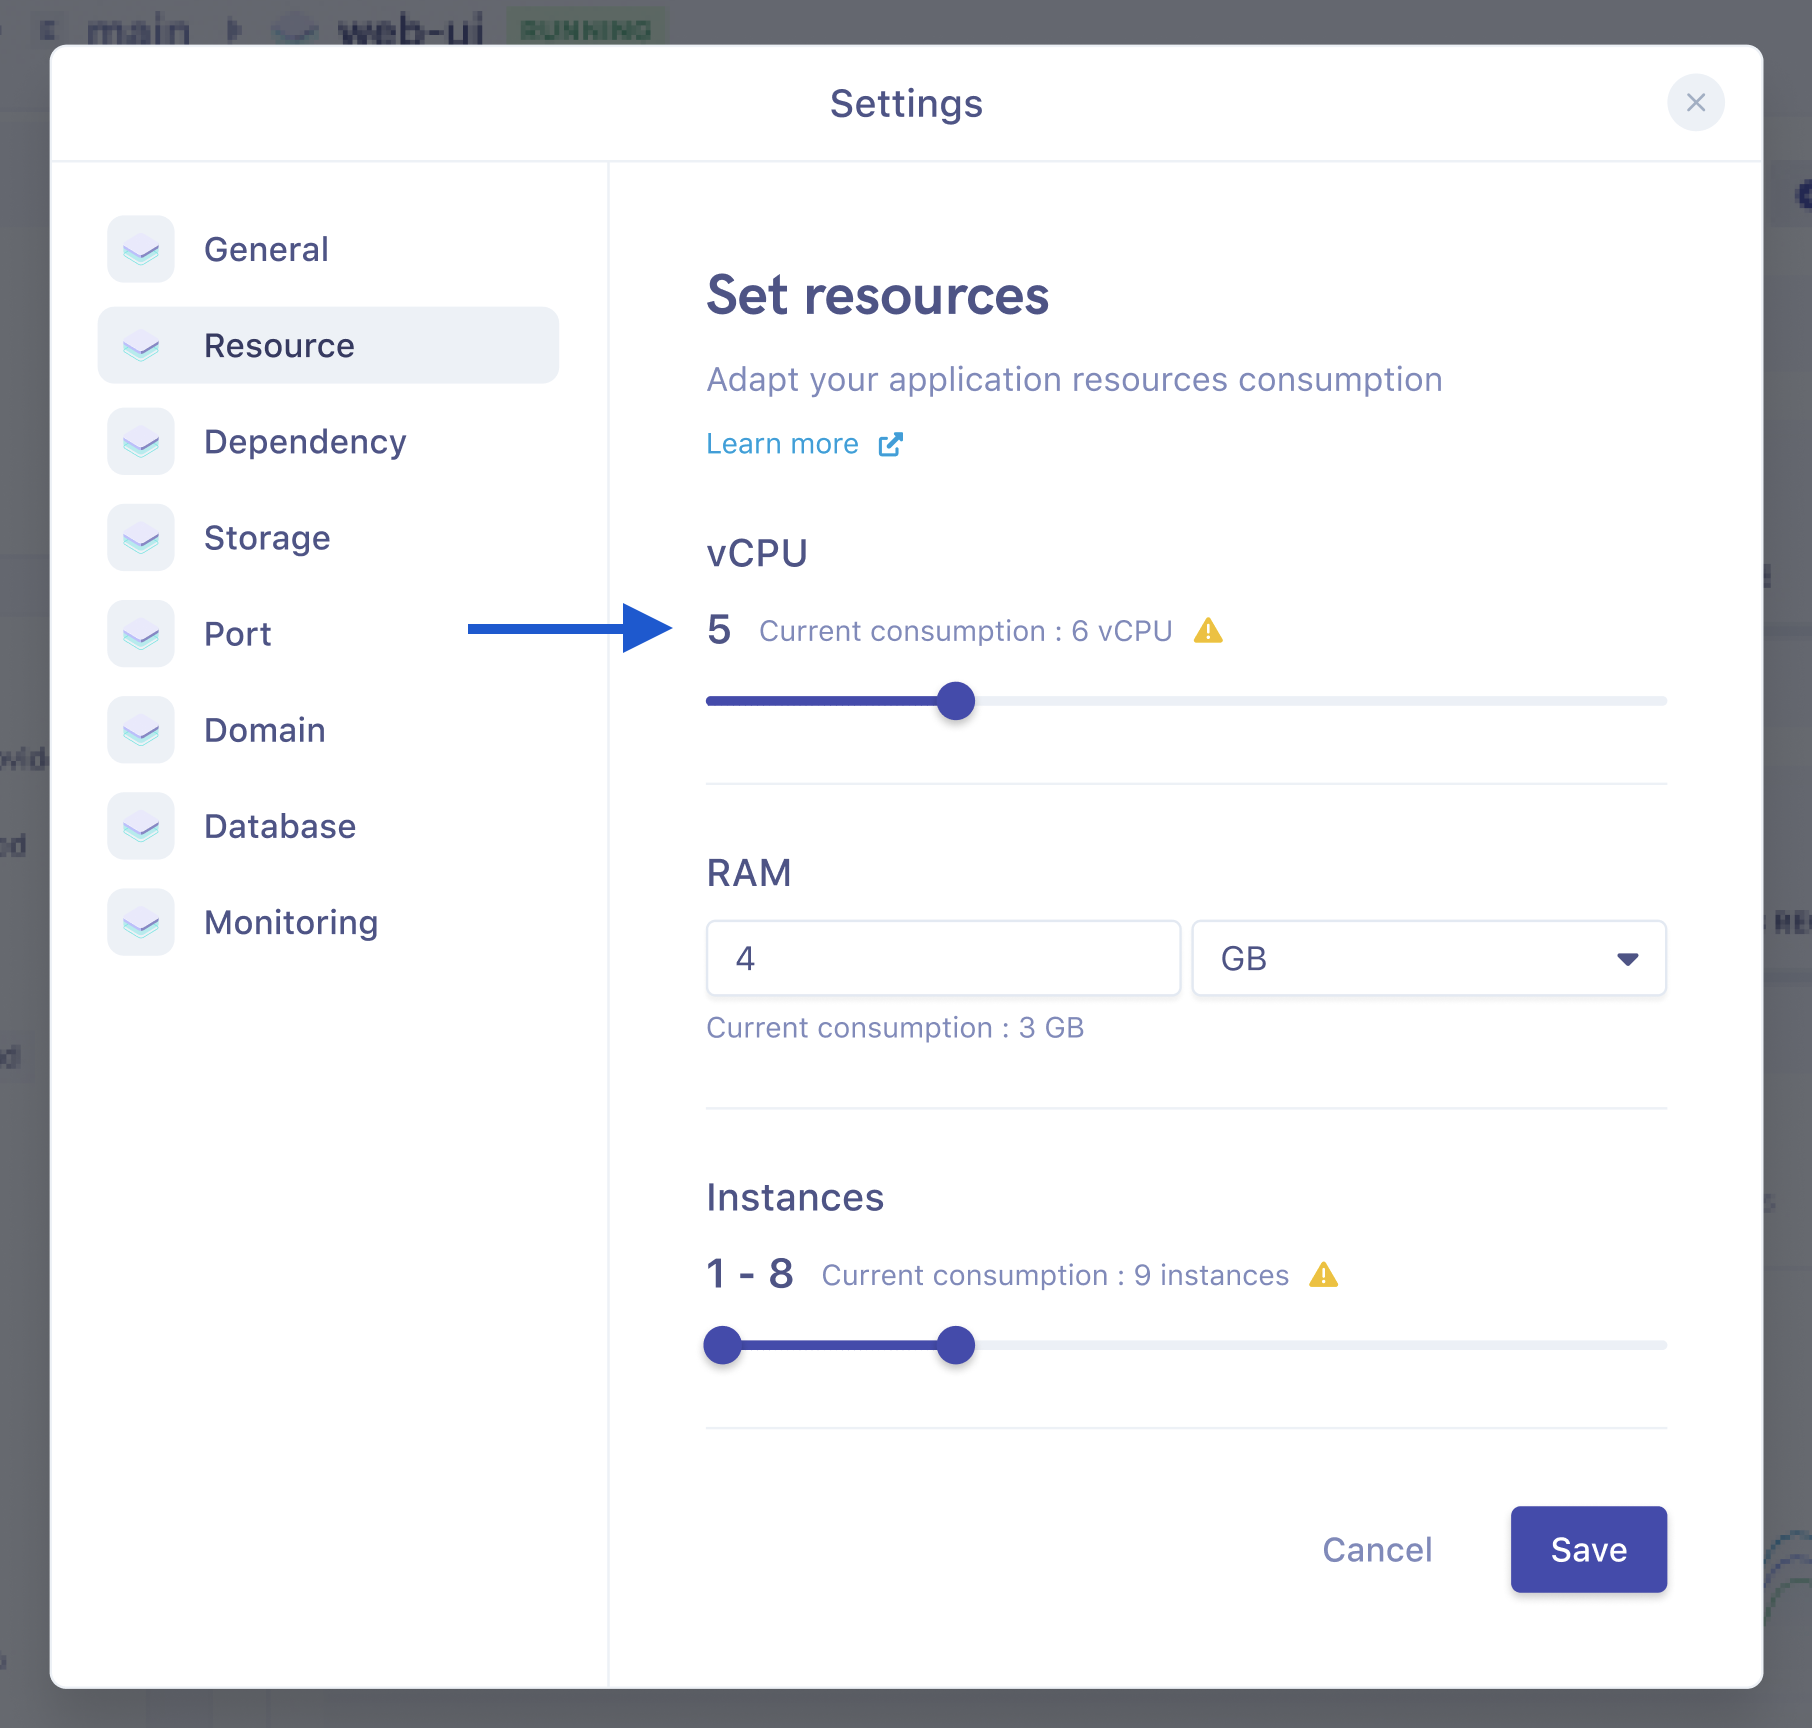 main
web-ui
RUNNING
Settings
General
Resource
Dependency
Storage
Port
Domain
Database
Monitoring
Set resources
Adapt your application resources consumption
Learn more
vCPU
5 Current consumption : 6 vCPU
RAM
4
GB
Current consumption : 3 GB
Instances
1 - 8 Current consumption : 9 instances
Cancel
Save